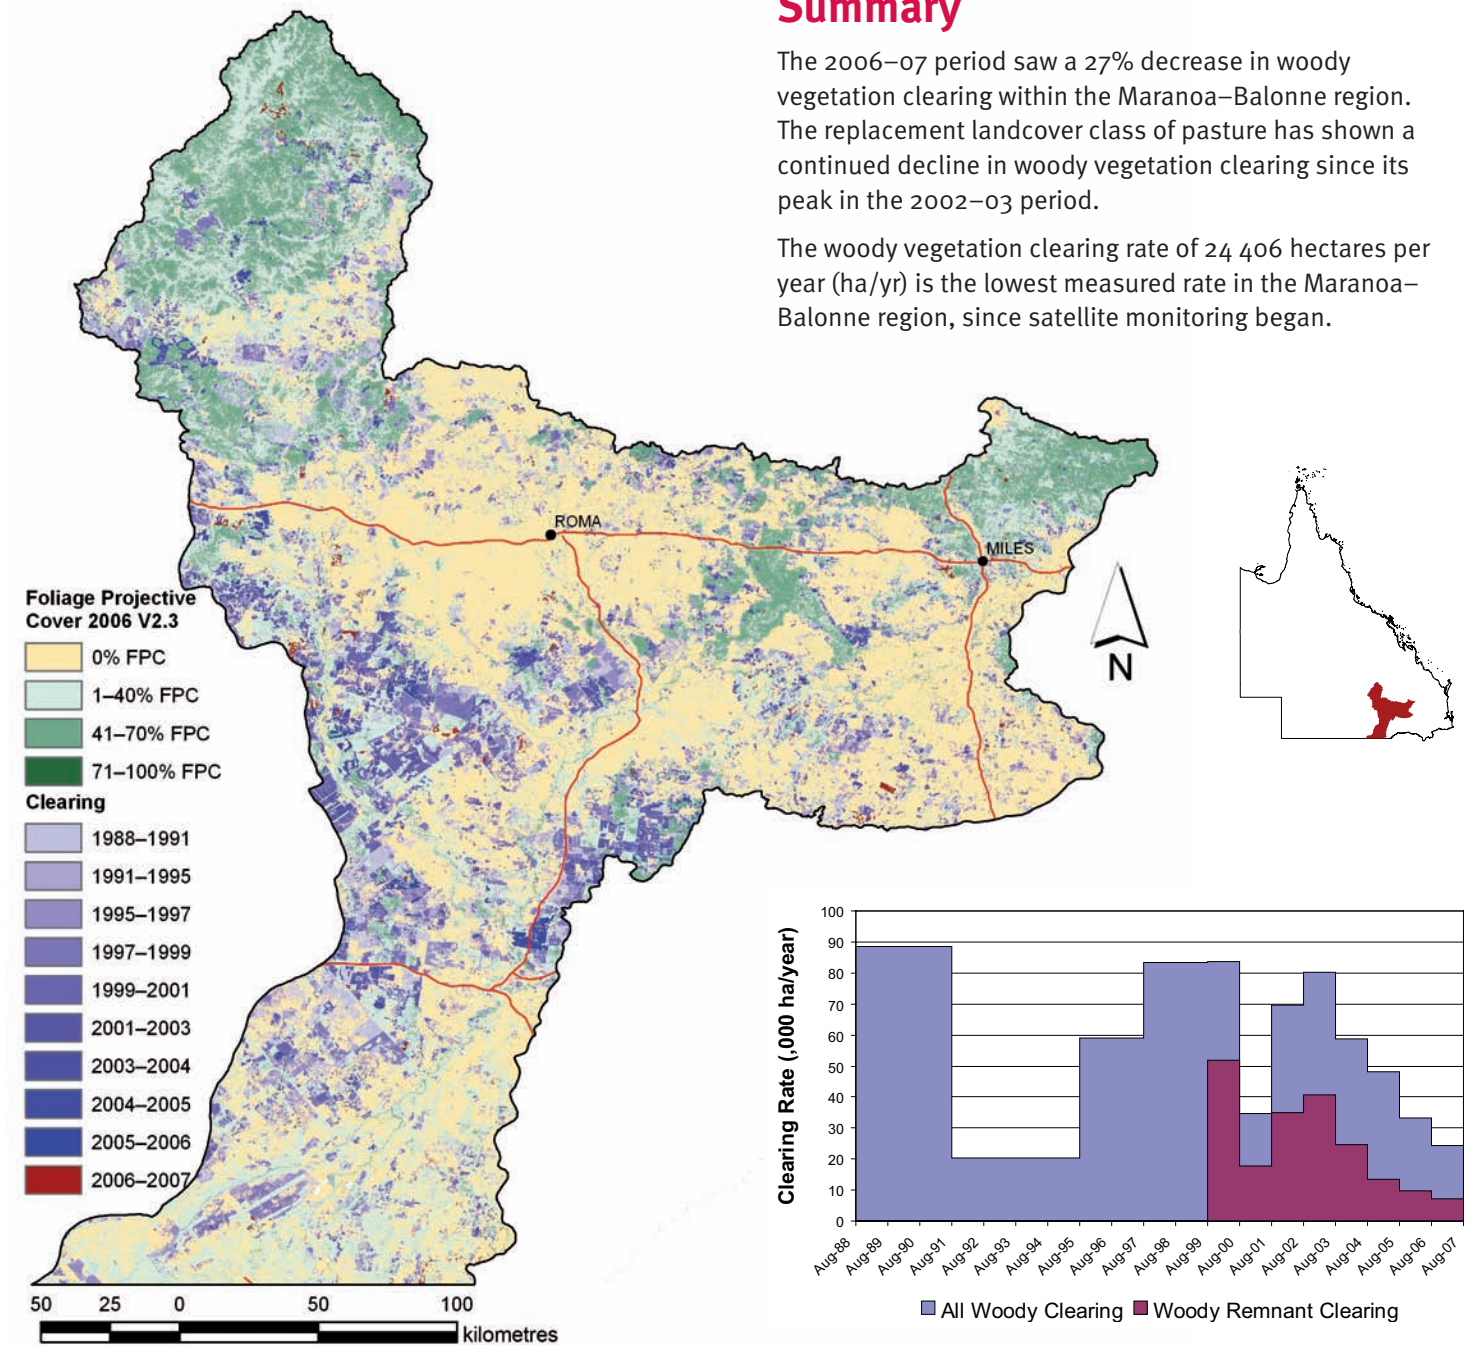 Summary
The 2006–07 period saw a 27% decrease in woody
vegetation clearing within the Maranoa–Balonne region.
The replacement landcover class of pasture has shown a
continued decline in woody vegetation clearing since its
peak in the 2002–03 period.
The woody vegetation clearing rate of 24 406 hectares per
year (ha/yr) is the lowest measured rate in the Maranoa–
Balonne region, since satellite monitoring began.
ROMA
MILES
N
Foliage Projective
Cover 2006 V2.3
0% FPC
1–40% FPC
41–70% FPC
71–100% FPC
Clearing
1988–1991
1991–1995
1995–1997
1997–1999
1999–2001
2001–2003
2003–2004
2004–2005
2005–2006
2006–2007
50 25 0 50 100
kilometres
Clearing Rate (,000 ha/year)
100
90
80
70
60
50
40
30
20
10
0
Aug-88
Aug-89
Aug-90
Aug-91
Aug-92
Aug-93
Aug-94
Aug-95
Aug-96
Aug-97
Aug-98
Aug-99
Aug-00
Aug-01
Aug-02
Aug-03
Aug-04
Aug-05
Aug-06
Aug-07
All Woody Clearing Woody Remnant Clearing